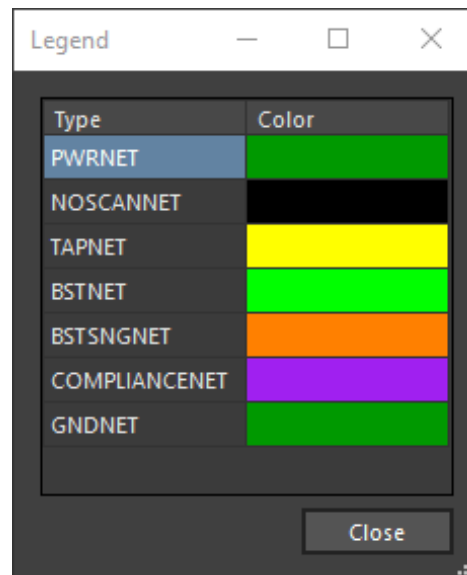 Legend
Type Color
PWRNET
NOSCANNET
TAPNET
BSTNET
BSTSNGNET
COMPLIANCENET
GNDNET
Close